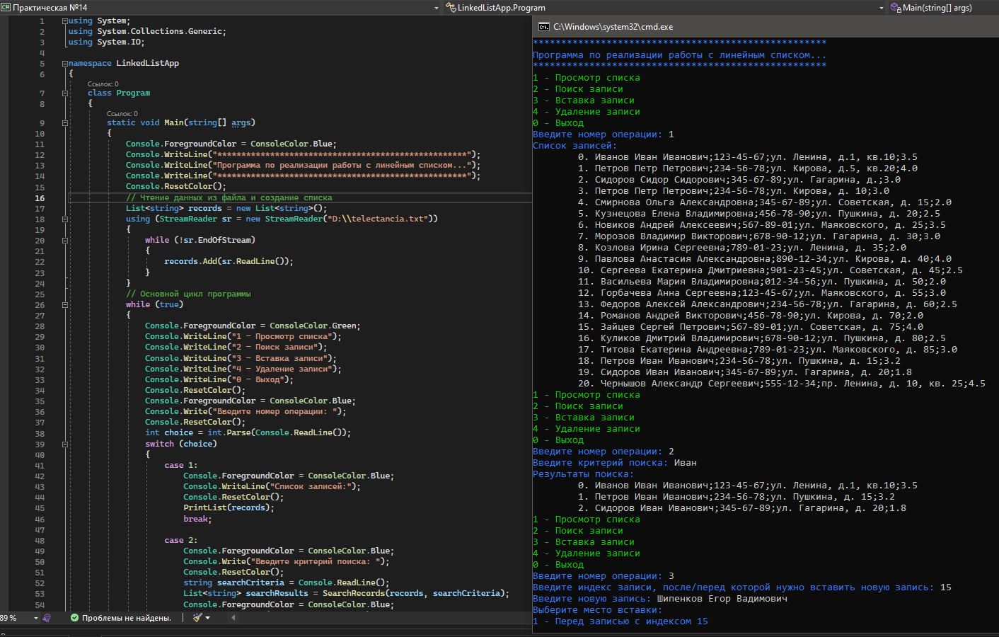 Практическая №14
LinkedListApp.Program
Main(string[] args)
1 using System;
2 using System.Collections.Generic;
3 using System.IO;
4
5 namespace LinkedListApp
6 {
Ссылок: 0
7 class Program
8 {
Ссылок: 0
9 static void Main(string[] args)
10 {
11 Console.ForegroundColor = ConsoleColor.Blue;
12 Console.WriteLine("****************************************************");
13 Console.WriteLine("Программа по реализации работы с линейным списком...");
14 Console.WriteLine("****************************************************");
15 Console.ResetColor();
16 // Чтение данных из файла и создание списка
17 List<string> records = new List<string>();
18 using (StreamReader sr = new StreamReader("D:\\telectancia.txt"))
19 {
20 while (!sr.EndOfStream)
21 {
22 records.Add(sr.ReadLine());
23 }
24 }
25 // Основной цикл программы
26 while (true)
27 {
28 Console.ForegroundColor = ConsoleColor.Green;
29 Console.WriteLine("1 - Просмотр списка");
30 Console.WriteLine("2 - Поиск записи");
31 Console.WriteLine("3 - Вставка записи");
32 Console.WriteLine("4 - Удаление записи");
33 Console.WriteLine("0 - Выход");
34 Console.ResetColor();
35 Console.ForegroundColor = ConsoleColor.Blue;
36 Console.Write("Введите номер операции: ");
37 Console.ResetColor();
38 int choice = int.Parse(Console.ReadLine());
39 switch (choice)
40 {
41 case 1:
42 Console.ForegroundColor = ConsoleColor.Blue;
43 Console.WriteLine("Список записей:");
44 Console.ResetColor();
45 PrintList(records);
46 break;
47
48 case 2:
49 Console.ForegroundColor = ConsoleColor.Blue;
50 Console.Write("Введите критерий поиска: ");
51 Console.ResetColor();
52 string searchCriteria = Console.ReadLine();
53 List<string> searchResults = SearchRecords(records, searchCriteria);
54 Console.ForegroundColor = ConsoleColor.Blue;
89 %
Проблемы не найдены.
C:\Windows\system32\cmd.exe
****************************************************
Программа по реализации работы с линейным списком...
****************************************************
1 - Просмотр списка
2 - Поиск записи
3 - Вставка записи
4 - Удаление записи
0 - Выход
Введите номер операции: 1
Список записей:
0. Иванов Иван Иванович;123-45-67;ул. Ленина, д.1, кв.10;3.5
1. Петров Петр Петрович;234-56-78;ул. Кирова, д.5, кв.20;4.0
2. Сидоров Сидор Сидорович;345-67-89;ул. Гагарина, д.;3.0
3. Петров Петр Петрович;234-56-78;ул. Кирова, д. 10;3.0
4. Смирнова Ольга Александровна;345-67-89;ул. Советская, д. 15;2.0
5. Кузнецова Елена Владимировна;456-78-90;ул. Пушкина, д. 20;2.5
6. Новиков Андрей Алексеевич;567-89-01;ул. Маяковского, д. 25;3.5
7. Морозов Владимир Викторович;678-90-12;ул. Гагарина, д. 30;3.0
8. Козлова Ирина Сергеевна;789-01-23;ул. Ленина, д. 35;2.0
9. Павлова Анастасия Александровна;890-12-34;ул. Кирова, д. 40;4.0
10. Сергеева Екатерина Дмитриевна;901-23-45;ул. Советская, д. 45;2.5
11. Васильева Мария Владимировна;012-34-56;ул. Пушкина, д. 50;2.0
12. Горбачева Анна Сергеевна;123-45-67;ул. Маяковского, д. 55;3.0
13. Федоров Алексей Александрович;234-56-78;ул. Гагарина, д. 60;2.5
14. Романов Андрей Викторович;456-78-90;ул. Кирова, д. 70;2.0
15. Зайцев Сергей Петрович;567-89-01;ул. Советская, д. 75;4.0
16. Куликов Дмитрий Владимирович;678-90-12;ул. Пушкина, д. 80;2.5
17. Титова Екатерина Андреевна;789-01-23;ул. Маяковского, д. 85;3.0
18. Петров Иван Иванович;234-56-78;ул. Пушкина, д. 15;3.2
19. Сидоров Иван Иванович;345-67-89;ул. Гагарина, д. 20;1.8
20. Чернышов Александр Сергеевич;555-12-34;пр. Ленина, д. 10, кв. 25;4.5
1 - Просмотр списка
2 - Поиск записи
3 - Вставка записи
4 - Удаление записи
0 - Выход
Введите номер операции: 2
Введите критерий поиска: Иван
Результаты поиска:
0. Иванов Иван Иванович;123-45-67;ул. Ленина, д.1, кв.10;3.5
1. Петров Иван Иванович;234-56-78;ул. Пушкина, д. 15;3.2
2. Сидоров Иван Иванович;345-67-89;ул. Гагарина, д. 20;1.8
1 - Просмотр списка
2 - Поиск записи
3 - Вставка записи
4 - Удаление записи
0 - Выход
Введите номер операции: 3
Введите индекс записи, после/перед которой нужно вставить новую запись: 15
Введите новую запись: Шипенков Егор Вадимович
Выберите место вставки:
1 - Перед записью с индексом 15